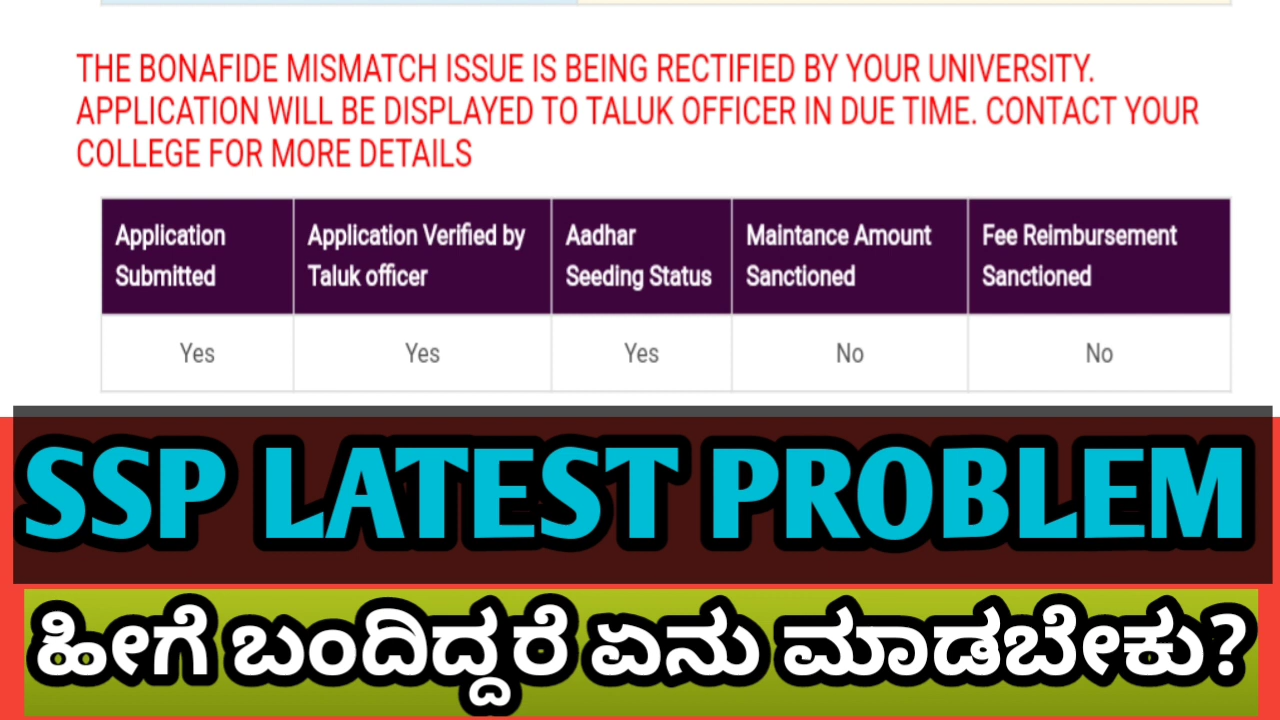 THE BONAFIDE MISMATCH ISSUE IS BEING RECTIFIED BY YOUR UNIVERSITY.
APPLICATION WILL BE DISPLAYED TO TALUK OFFICER IN DUE TIME. CONTACT YOUR
COLLEGE FOR MORE DETAILS
Application Submitted
Application Verified by Taluk officer
Aadhar Seeding Status
Maintance Amount Sanctioned
Fee Reimbursement Sanctioned
Yes Yes Yes No No
SSP LATEST PROBLEM
ಹೀಗೆ ಬಂದಿದ್ದರೆ ಏನು ಮಾಡಬೇಕು?